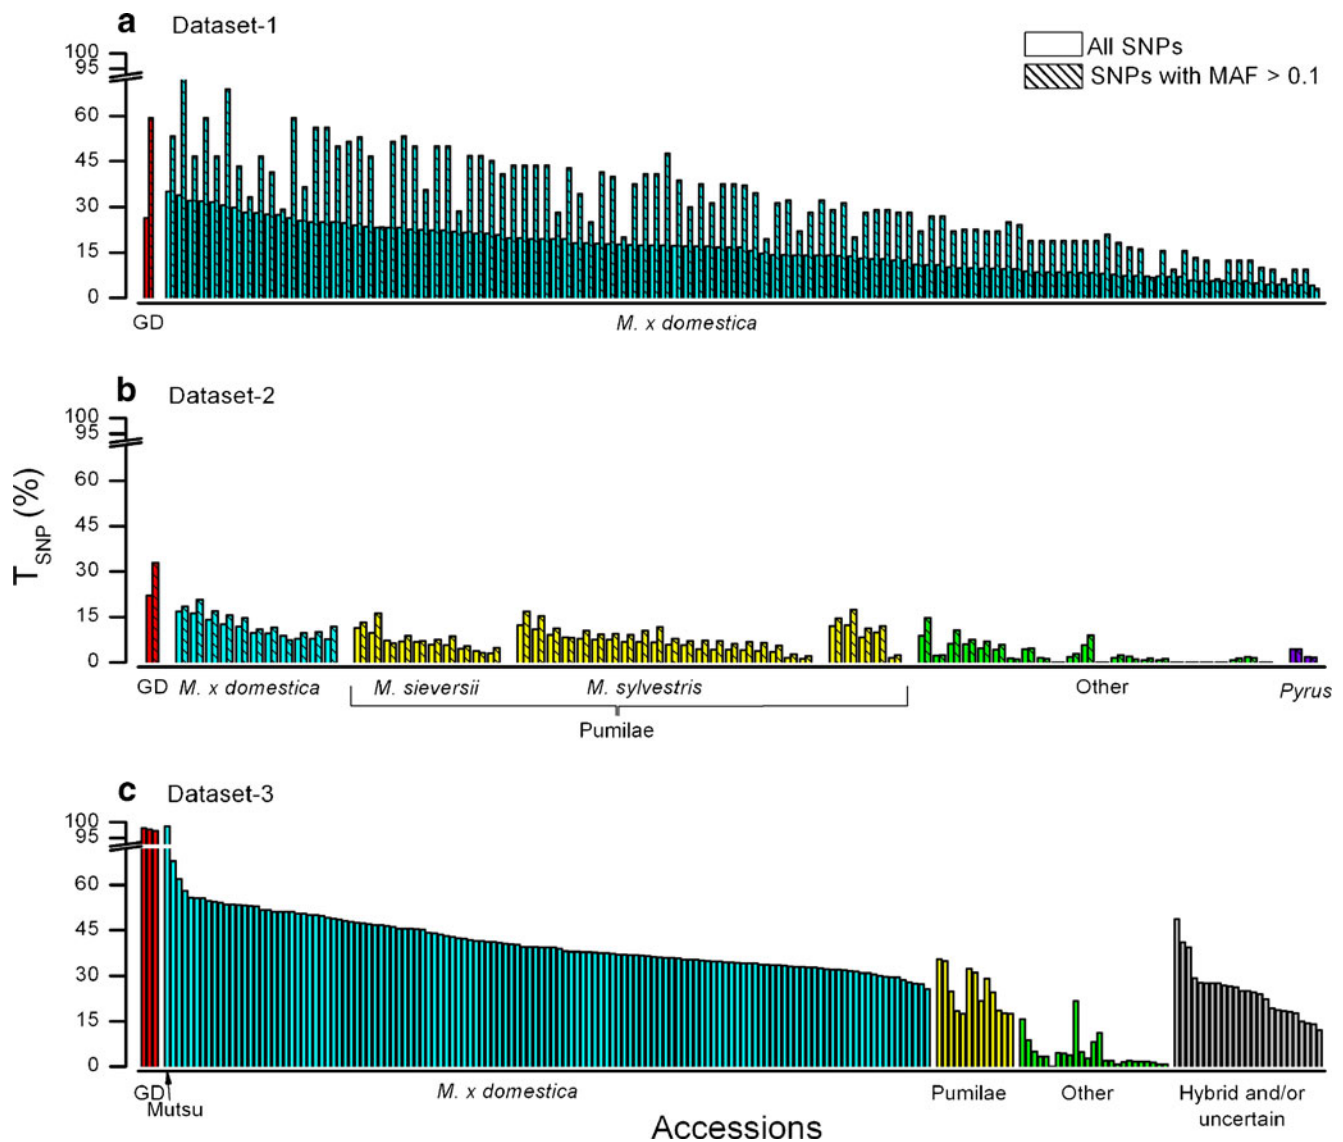 a Dataset-1
All SNPs
SNPs with MAF > 0.1
100
95
60
45
30
15
0
GD
M. x domestica
b Dataset-2
100
95
60
45
30
15
0
TSNP (%)
GD M. x domestica M. sieversii M. sylvestris Other Pyrus
Pumilae
c Dataset-3
100
95
60
45
30
15
0
GD M. x domestica Pumilae Other Hybrid and/or
Mutsu uncertain
Accessions